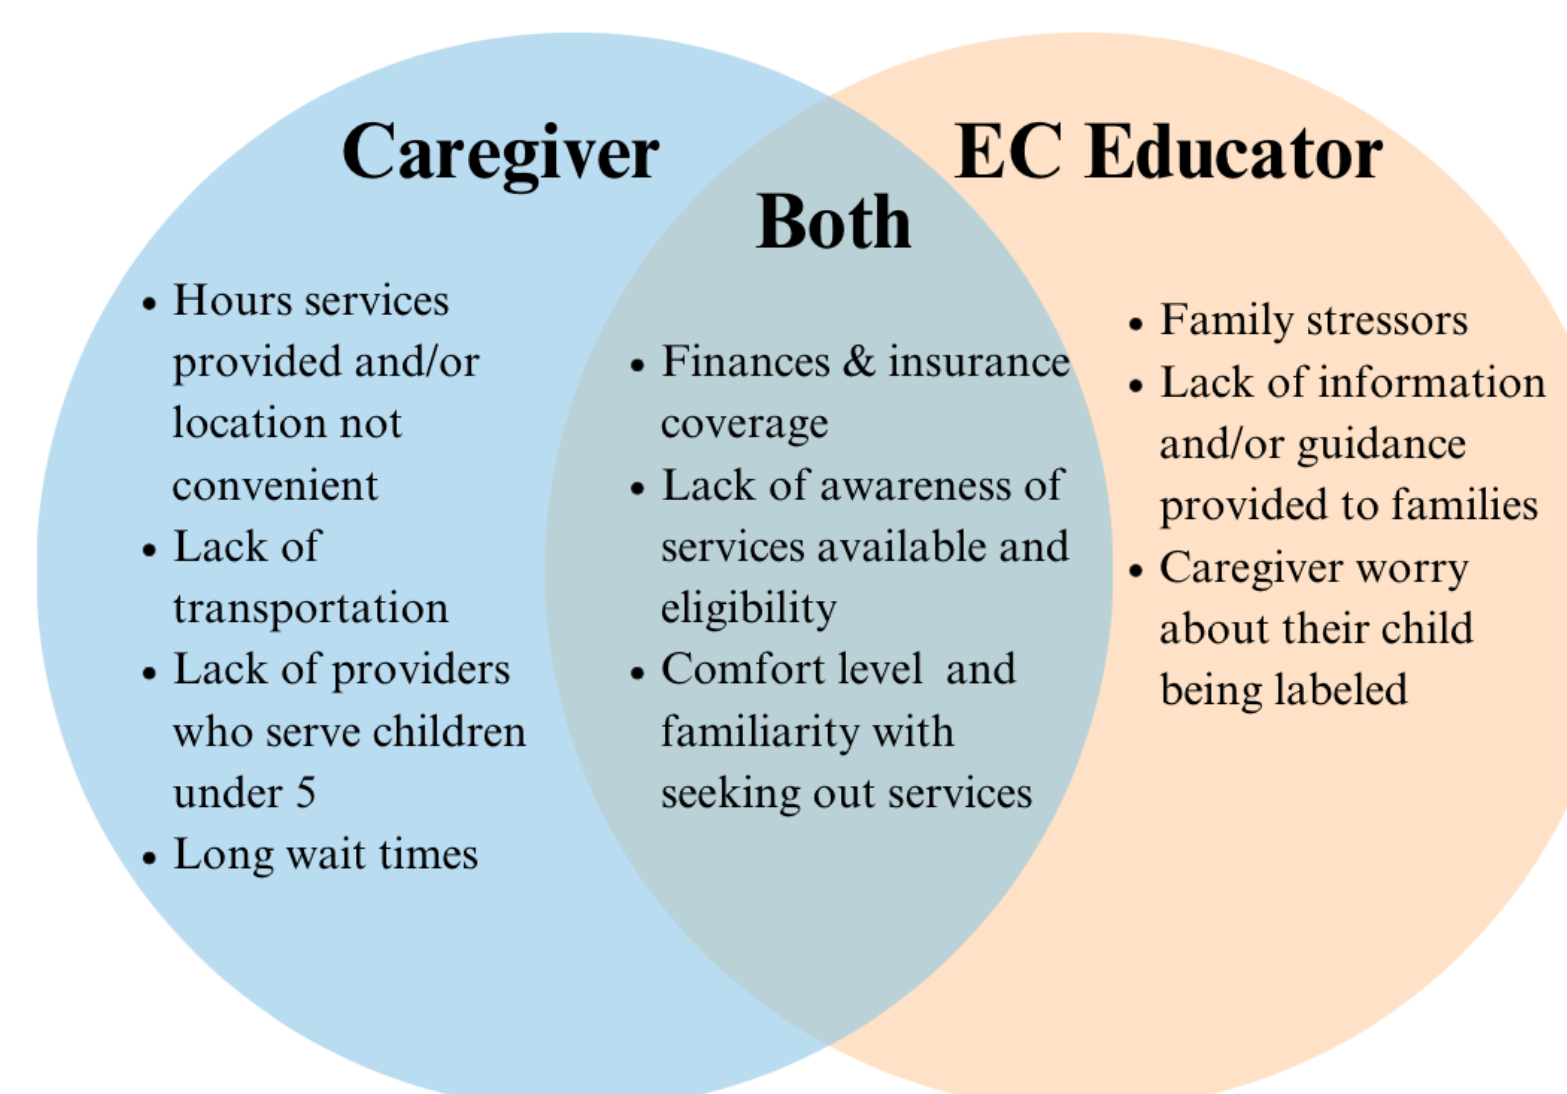 Caregiver
• Hours services
provided and/or
location not
convenient
• Lack of
transportation
• Lack of providers
who serve children
under 5
• Long wait times
Both
• Finances & insurance
coverage
• Lack of awareness of
services available and
eligibility
• Comfort level  and
familiarity with
seeking out services
EC Educator
• Family stressors
• Lack of information
and/or guidance
provided to families
• Caregiver worry
about their child
being labeled